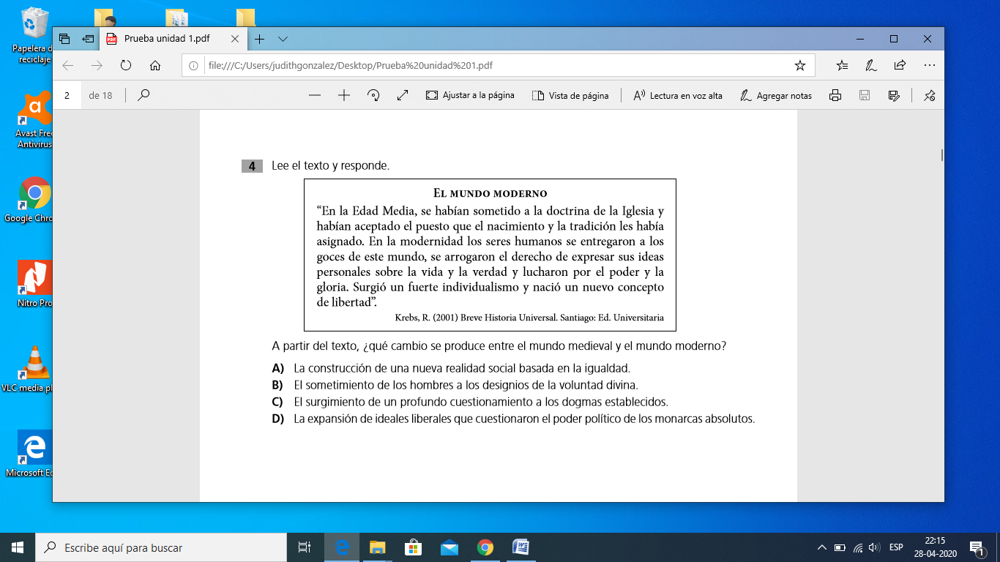 Papelera d
reciclaje
Avast Free
Antivirus
Google Chro
Nitro Pro
VLC media pl
Microsoft Ed
Prueba unidad 1.pdf
file:///C:/Users/judithgonzalez/Desktop/Prueba%20unidad%201.pdf
2 de 18
Ajustar a la página
Vista de página
Lectura en voz alta
Agregar notas
4 Lee el texto y responde.
EL MUNDO MODERNO
“En la Edad Media, se habían sometido a la doctrina de la Iglesia y
habían aceptado el puesto que el nacimiento y la tradición les había
asignado. En la modernidad los seres humanos se entregaron a los
goces de este mundo, se arrogaron el derecho de expresar sus ideas
personales sobre la vida y la verdad y lucharon por el poder y la
gloria. Surgió un fuerte individualismo y nació un nuevo concepto
de libertad”.
Krebs, R. (2001) Breve Historia Universal. Santiago: Ed. Universitaria
A partir del texto, ¿qué cambio se produce entre el mundo medieval y el mundo moderno?
A) La construcción de una nueva realidad social basada en la igualdad.
B) El sometimiento de los hombres a los designios de la voluntad divina.
C) El surgimiento de un profundo cuestionamiento a los dogmas establecidos.
D) La expansión de ideales liberales que cuestionaron el poder político de los monarcas absolutos.
Escribe aquí para buscar
ESP
22:15
28-04-2020
1